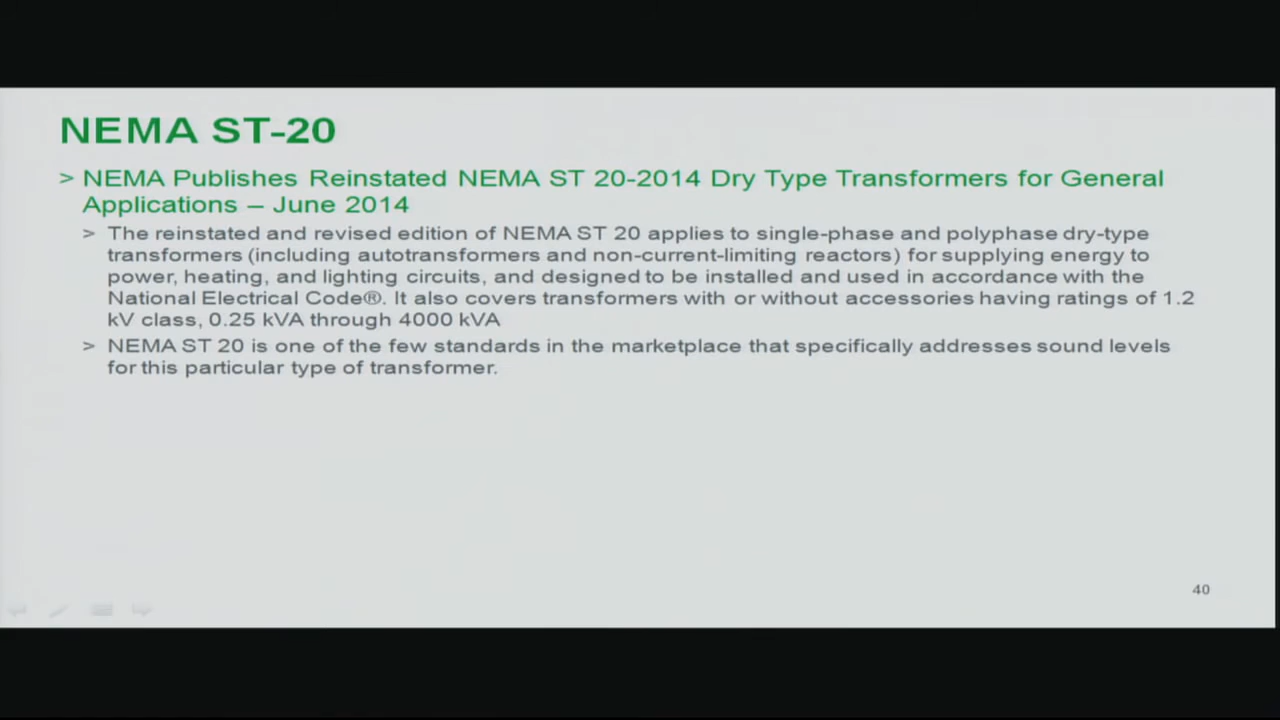 NEMA ST-20
> NEMA Publishes Reinstated NEMA ST 20-2014 Dry Type Transformers for General
Applications – June 2014
> The reinstated and revised edition of NEMA ST 20 applies to single-phase and polyphase dry-type
transformers (including autotransformers and non-current-limiting reactors) for supplying energy to
power, heating, and lighting circuits, and designed to be installed and used in accordance with the
National Electrical Code®. It also covers transformers with or without accessories having ratings of 1.2
kV class, 0.25 kVA through 4000 kVA
> NEMA ST 20 is one of the few standards in the marketplace that specifically addresses sound levels
for this particular type of transformer.
40